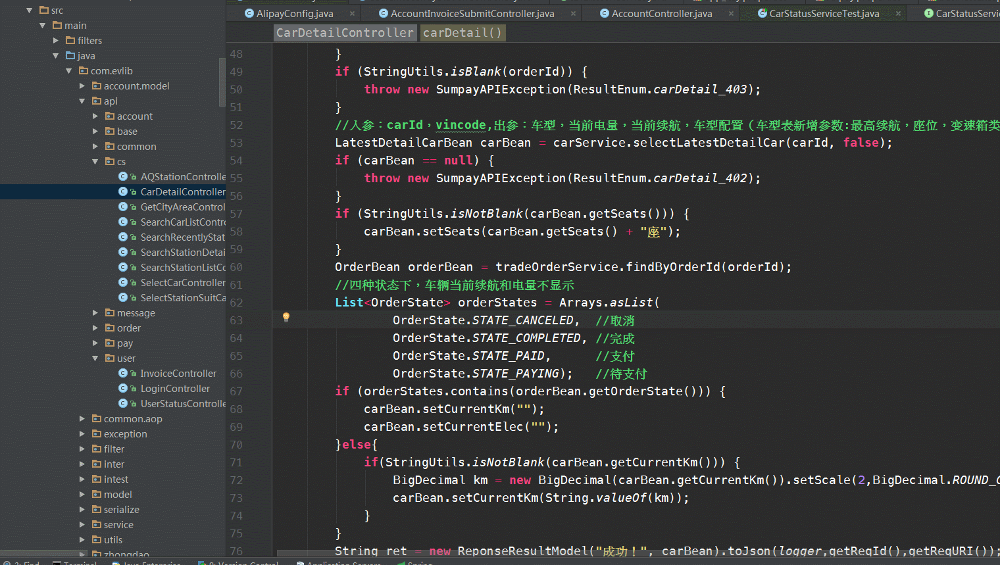 src
main
filters
java
com.evlib
account.model
api
account
base
common
cs
AQStationControlle
CarDetailController
GetCityAreaControl
SearchCarListContro
SearchRecentlyStat
SearchStationDetai
SearchStationListCo
SelectCarController
SelectStationSuitCa
message
order
pay
user
InvoiceController
LoginController
UserStatusControlle
common.aop
exception
filter
inter
intest
model
serialize
service
utils
zhongdao
AlipayConfig.java × AccountInvoiceSubmitController.java × AccountController.java × CarStatusServiceTest.java × CarStatusServi
CarDetailController carDetail()
48 }
49 if (StringUtils.isBlank(orderId)) {
50 throw new SumpayAPIException(ResultEnum.carDetail_403);
51 }
52 //入参：carId，vincode,出参：车型，当前电量，当前续航，车型配置（车型表新增参数:最高续航，座位，变速箱类
53 LatestDetailCarBean carBean = carService.selectLatestDetailCar(carId, false);
54 if (carBean == null) {
55 throw new SumpayAPIException(ResultEnum.carDetail_402);
56 }
57 if (StringUtils.isNotBlank(carBean.getSeats())) {
58 carBean.setSeats(carBean.getSeats() + "座");
59 }
60 OrderBean orderBean = tradeOrderService.findByOrderId(orderId);
61 //四种状态下，车辆当前续航和电量不显示
62 List<OrderState> orderStates = Arrays.asList(
63 OrderState.STATE_CANCELED, //取消
64 OrderState.STATE_COMPLETED, //完成
65 OrderState.STATE_PAID, //支付
66 OrderState.STATE_PAYING); //待支付
67 if (orderStates.contains(orderBean.getOrderState())) {
68 carBean.setCurrentKm("");
69 carBean.setCurrentElec("");
70 }else{
71 if(StringUtils.isNotBlank(carBean.getCurrentKm())) {
72 BigDecimal km = new BigDecimal(carBean.getCurrentKm()).setScale(2,BigDecimal.ROUND_
73 carBean.setCurrentKm(String.valueOf(km));
74 }
75 }
76 String ret = new ReponseResultModel("成功！", carBean).toJson(logger,getReqId(),getReqURI());